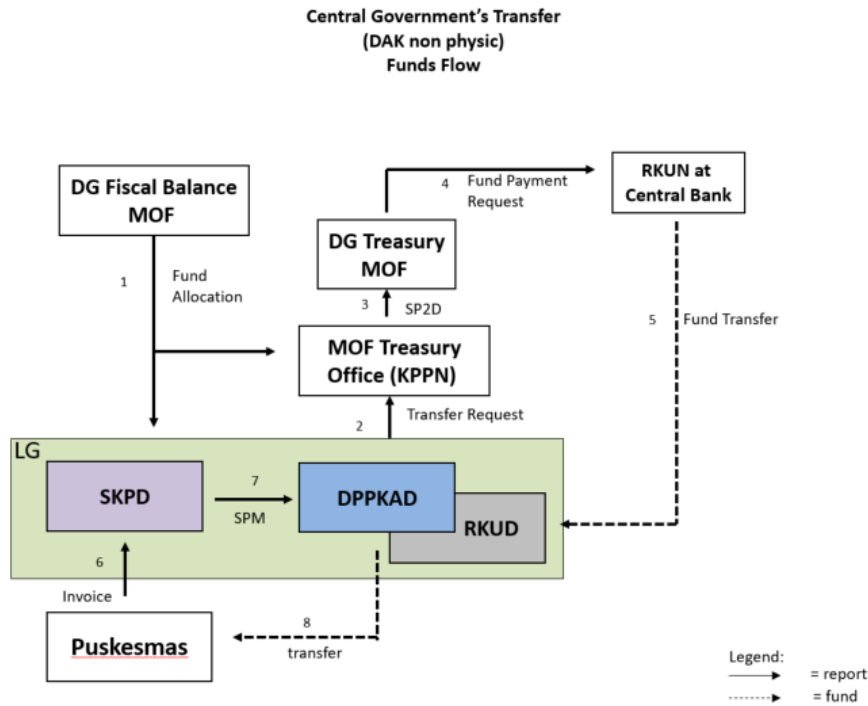 Central Government's Transfer
(DAK non physic)
Funds Flow
DG Fiscal Balance
MOF
1
Fund
Allocation
4
Fund Payment
Request
RKUN at
Central Bank
DG Treasury
MOF
3
SP2D
5
Fund Transfer
MOF Treasury
Office (KPPN)
2
Transfer Request
LG
SKPD
7
SPM
DPPKAD
RKUD
6
Invoice
Puskesmas
8
transfer
Legend:
= report
= fund